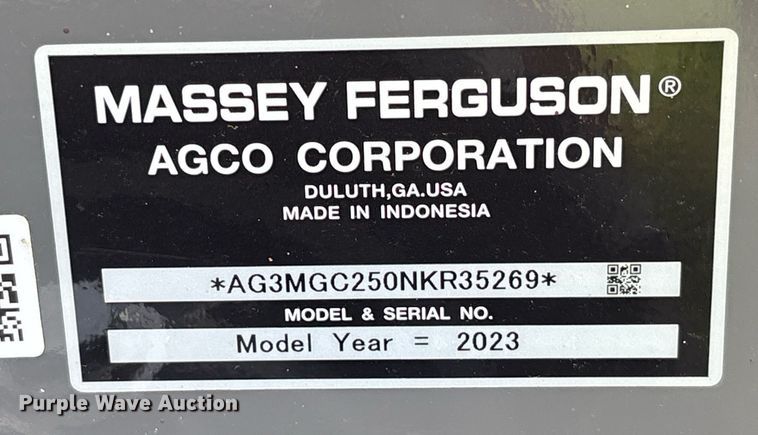 MASSEY FERGUSON®
AGCO CORPORATION
DULUTH,GA.USA
MADE IN INDONESIA
*AG3MGC250NKR35269*
MODEL & SERIAL NO.
Model Year = 2023
Purple Wave Auction